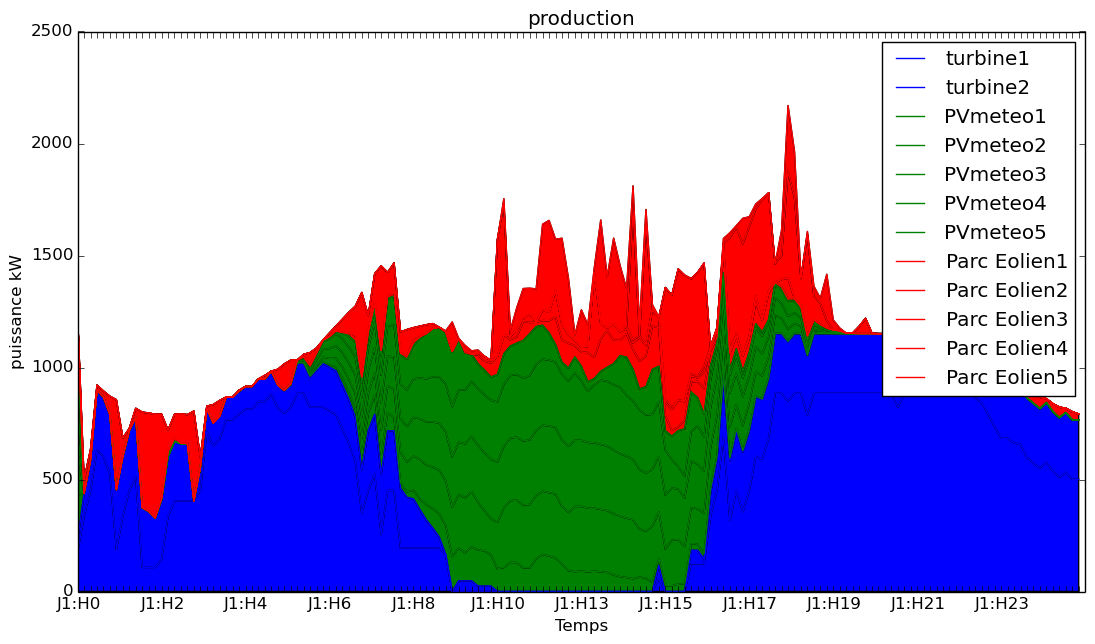 production
2500
2000
1500
1000
500
0
puissance kW
turbine1
turbine2
PVmeteo1
PVmeteo2
PVmeteo3
PVmeteo4
PVmeteo5
Parc Eolien1
Parc Eolien2
Parc Eolien3
Parc Eolien4
Parc Eolien5
J1:H0 J1:H2 J1:H4 J1:H6 J1:H8 J1:H10 J1:H13 J1:H15 J1:H17 J1:H19 J1:H21 J1:H23
Temps